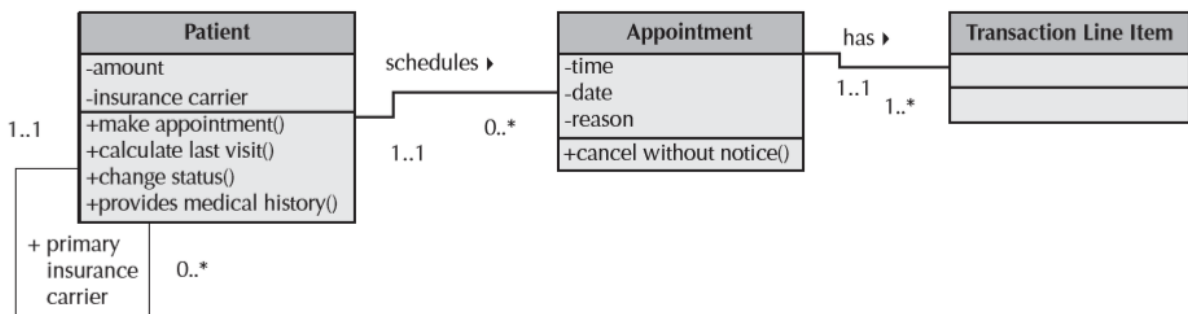 Patient
-amount
-insurance carrier
+make appointment()
+calculate last visit()
+change status()
+provides medical history()
1..1
+ primary
insurance
carrier
0..*
schedules ▸
1..1
0..*
Appointment
-time
-date
-reason
+cancel without notice()
has ▸
1..1
1..*
Transaction Line Item